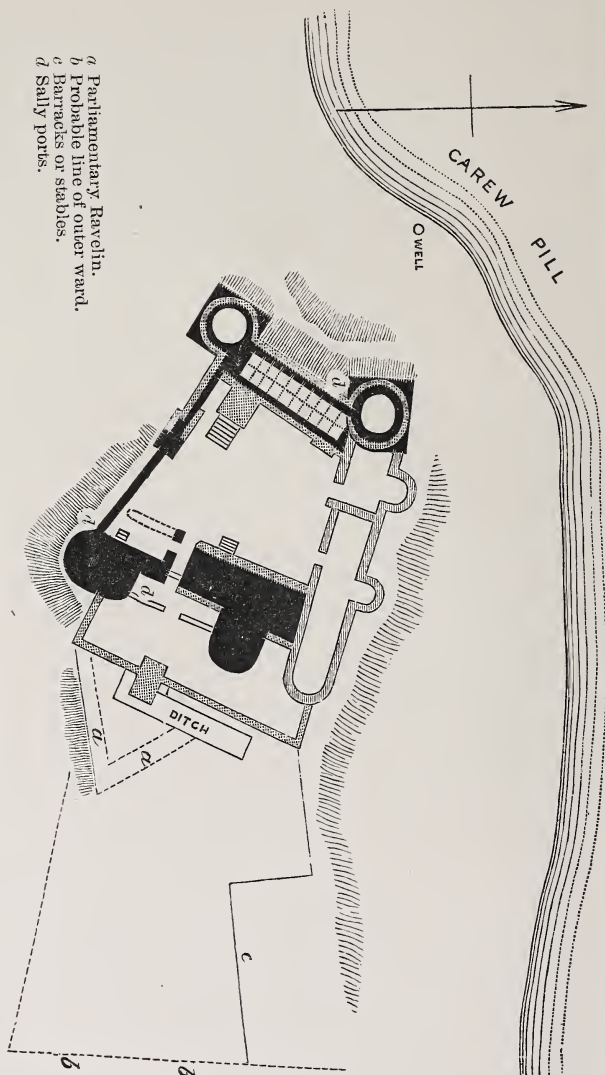 CAREW PILL
WELL
d
d
d
DITCH
a
a
c
b
b
a Parliamentary Ravelin.
b Probable line of outer ward.
c Barracks or stables.
d Sally ports.